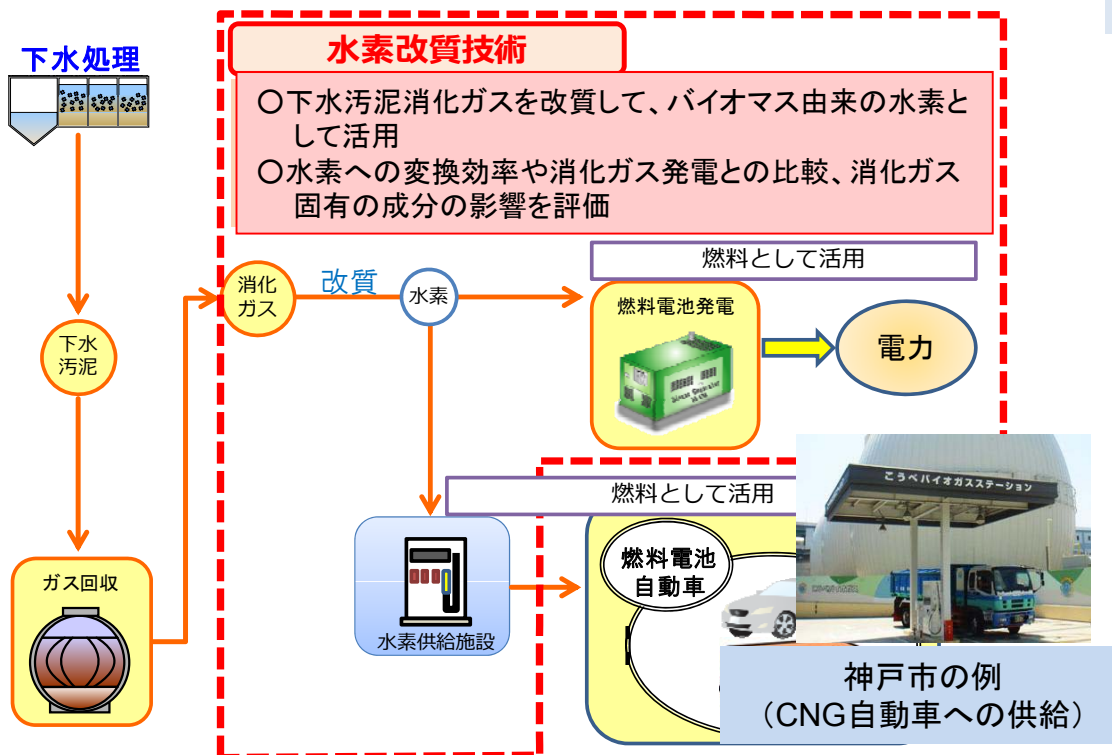 下水処理
水素改質技術
〇下水汚泥消化ガスを改質して、バイオマス由来の水素と
して活用
〇水素への変換効率や消化ガス発電との比較、消化ガス
固有の成分の影響を評価
燃料として活用
消化
ガス
改質
水素
燃料電池発電
電力
下水
汚泥
燃料として活用
こうべバイオガスステーション
ガス回収
水素供給施設
燃料電池
自動車
神戸市の例
（CNG自動車への供給）